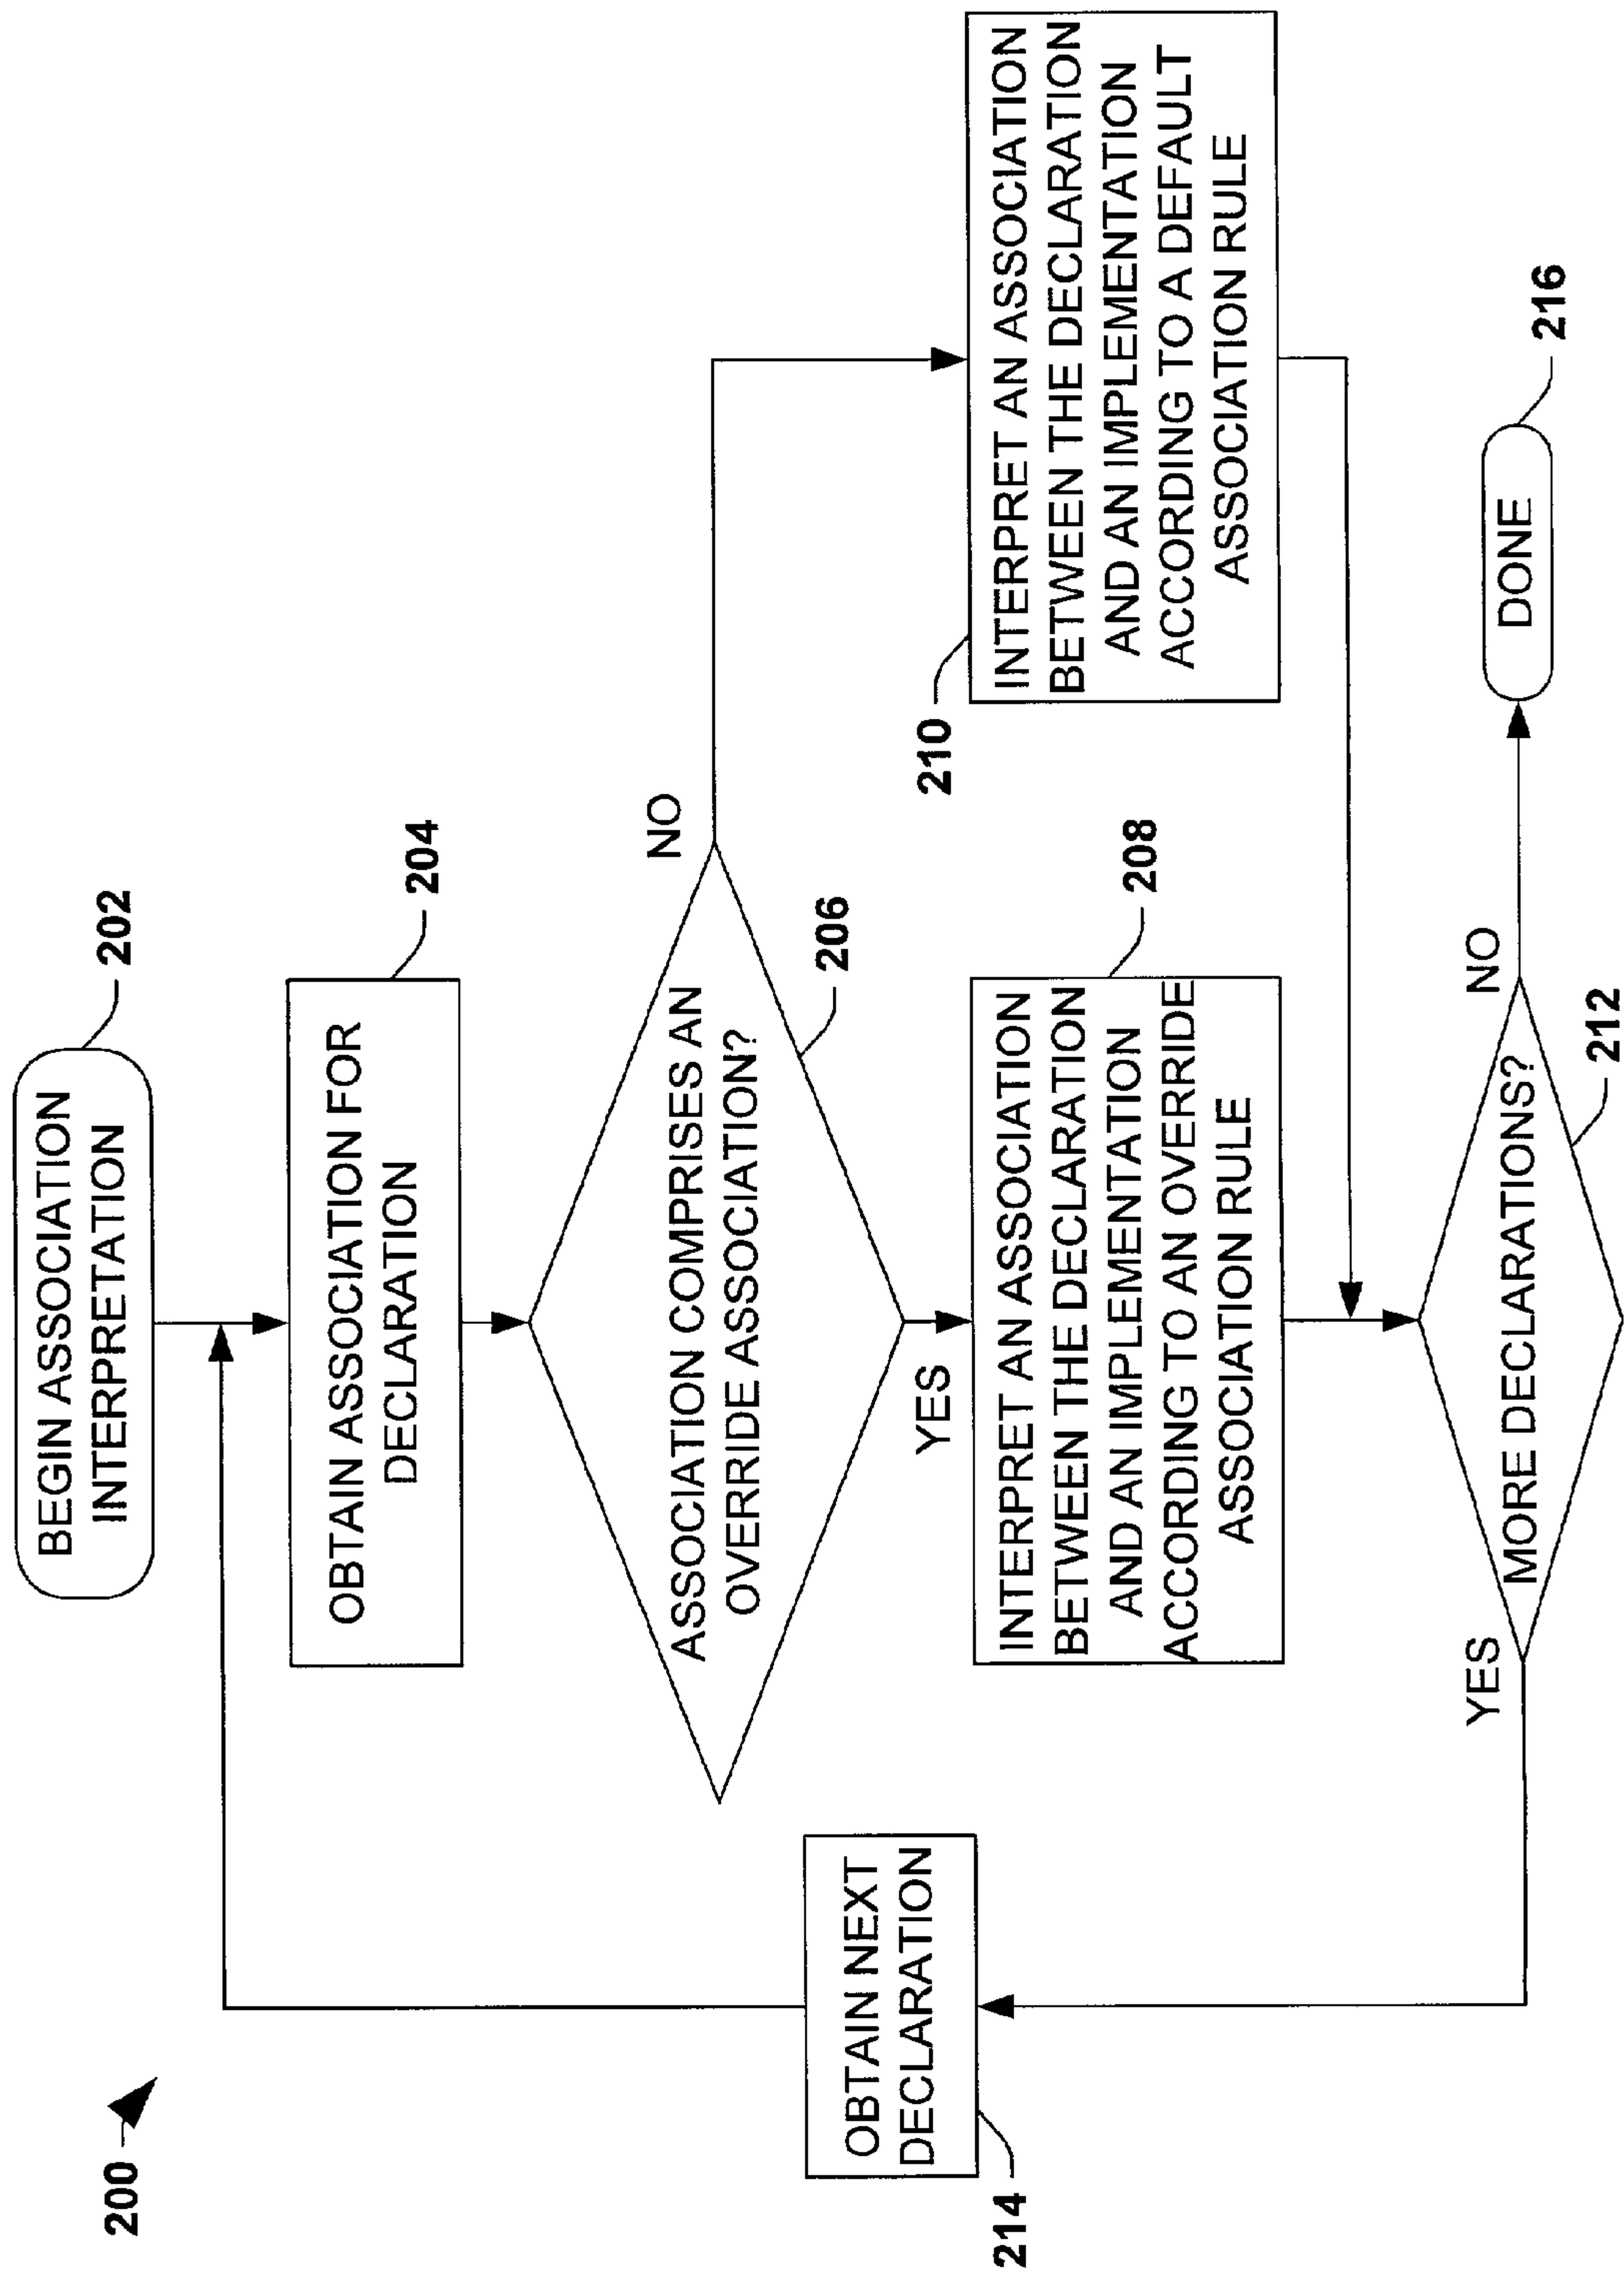 200
BEGIN ASSOCIATION
INTERPRETATION
202
OBTAIN ASSOCIATION FOR
DECLARATION
204
ASSOCIATION COMPRISES AN
OVERRIDE ASSOCIATION?
206
NO
YES
INTERPRET AN ASSOCIATION
BETWEEN THE DECLARATION
AND AN IMPLEMENTATION
ACCORDING TO AN OVERRIDE
ASSOCIATION RULE
208
210
INTERPRET AN ASSOCIATION
BETWEEN THE DECLARATION
AND AN IMPLEMENTATION
ACCORDING TO A DEFAULT
ASSOCIATION RULE
OBTAIN NEXT
DECLARATION
214
YES
MORE DECLARATIONS?
NO
212
DONE
216